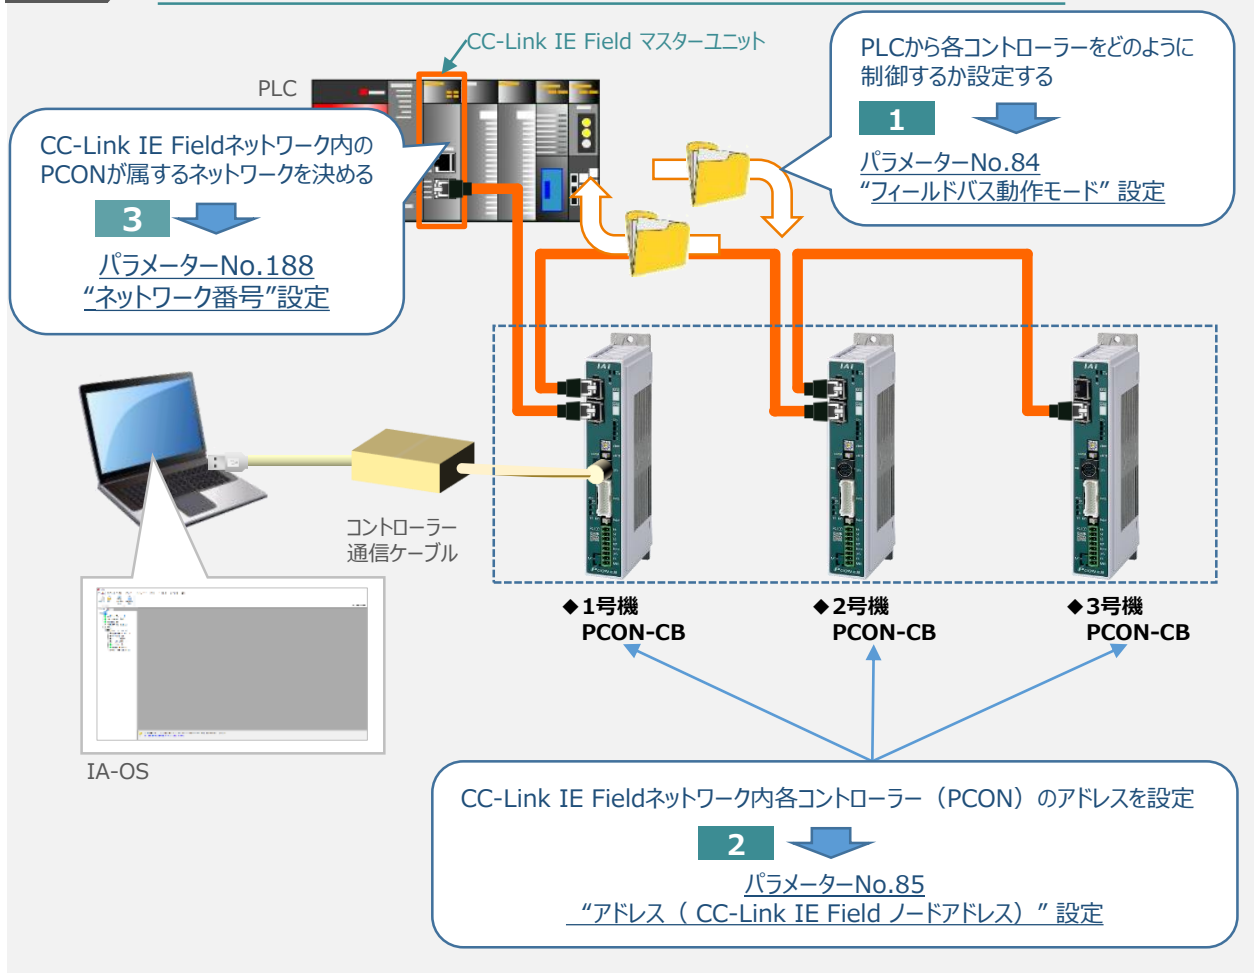 CC-Link IE Field マスターユニット
PLC
PLCから各コントローラーをどのように
制御するか設定する
1
パラメーターNo.84
“フィールドバス動作モード” 設定
CC-Link IE Fieldネットワーク内の
PCONが属するネットワークを決める
3
パラメーターNo.188
“ネットワーク番号”設定
コントローラー
通信ケーブル
IA-OS
IAI
IAI
IAI
◆1号機
PCON-CB
◆2号機
PCON-CB
◆3号機
PCON-CB
CC-Link IE Fieldネットワーク内各コントローラー（PCON）のアドレスを設定
2
パラメーターNo.85
“アドレス（ CC-Link IE Field ノードアドレス）” 設定